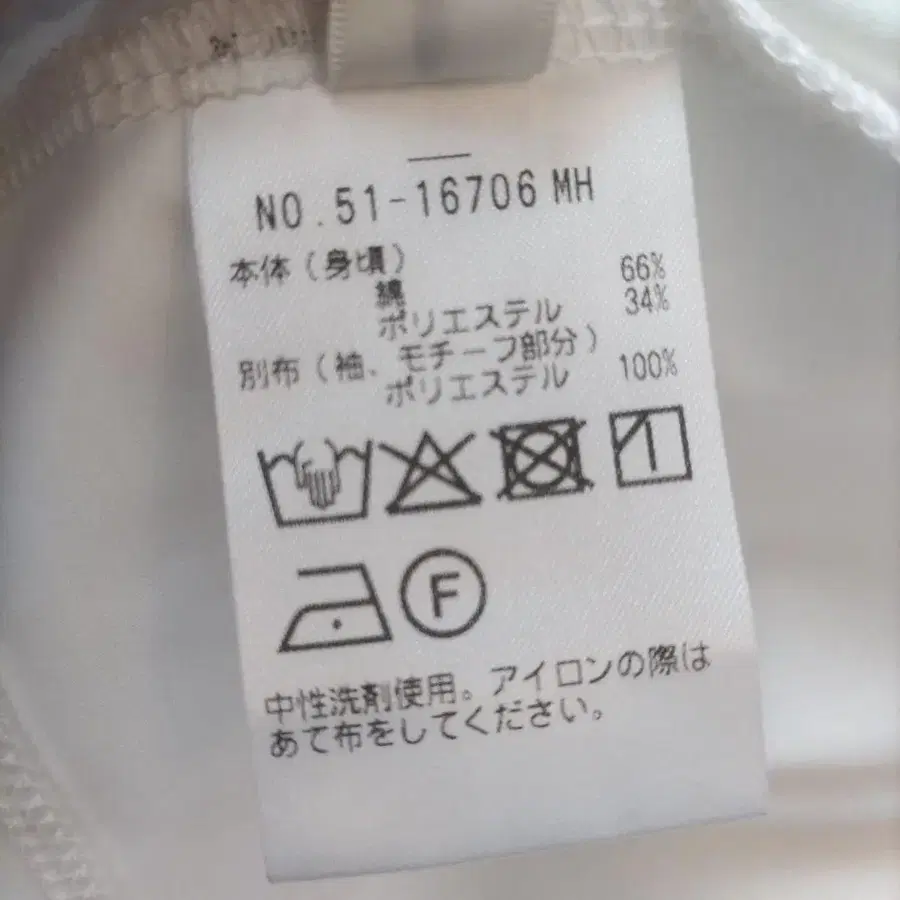 NO.51-16706 MH
本体(身頃)
綿 66%
ポリエステル 34%
別布(袖、モチーフ部分)
ポリエステル 100%
F
中性洗剤使用。アイロンの際は
あて布をしてください。